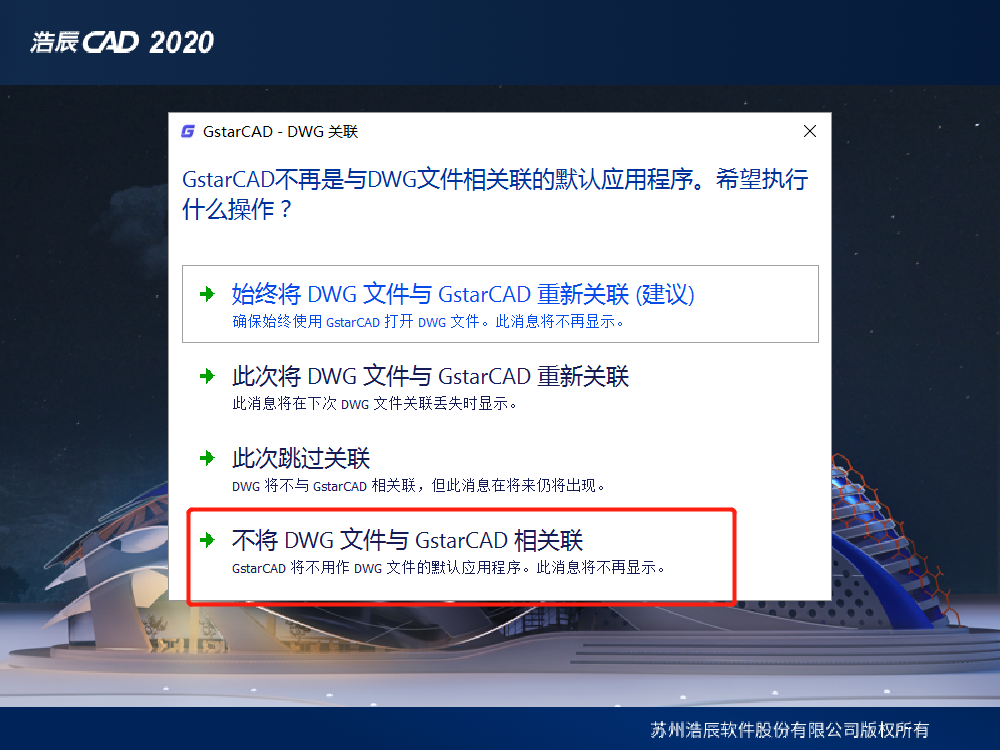 浩辰CAD 2020
GstarCAD - DWG 关联
GstarCAD不再是与DWG文件相关联的默认应用程序。希望执行
什么操作？
始终将 DWG 文件与 GstarCAD 重新关联 (建议)
确保始终使用 GstarCAD 打开 DWG 文件。此消息将不再显示。
此次将 DWG 文件与 GstarCAD 重新关联
此消息将在下次 DWG 文件关联丢失时显示。
此次跳过关联
DWG 将不与 GstarCAD 相关联，但此消息在将来仍将出现。
不将 DWG 文件与 GstarCAD 相关联
GstarCAD 将不用作 DWG 文件的默认应用程序。此消息将不再显示。
苏州浩辰软件股份有限公司版权所有